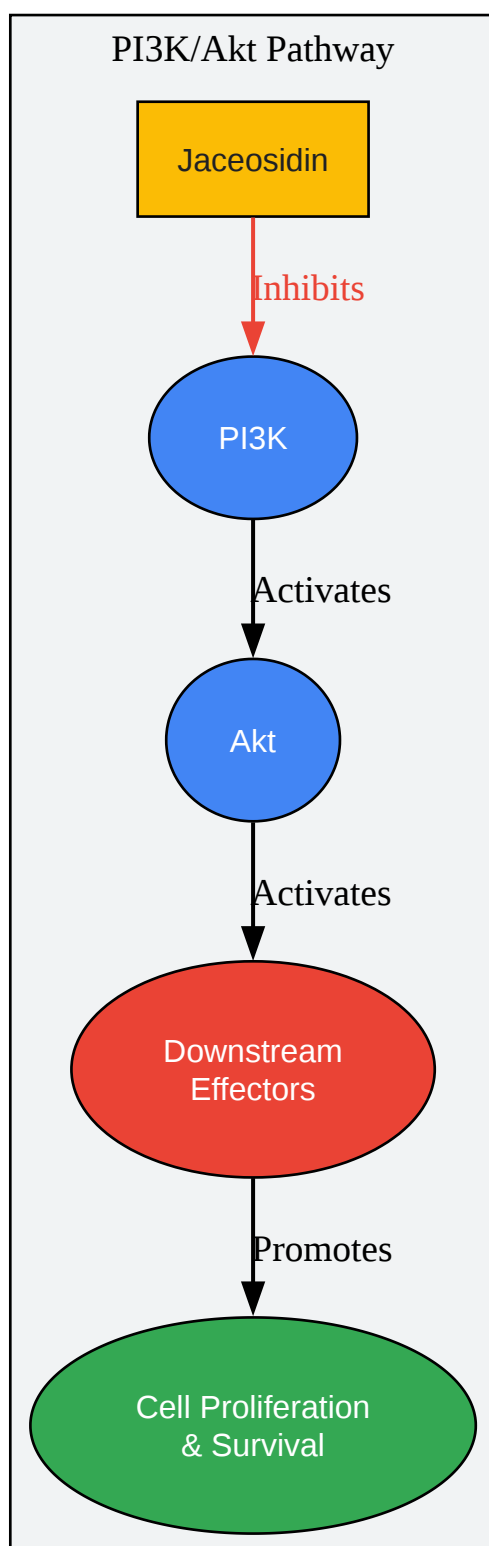 PI3K/Akt Pathway
Jaceosidin
Inhibits
PI3K
Activates
Akt
Activates
Downstream
Effectors
Promotes
Cell Proliferation
& Survival